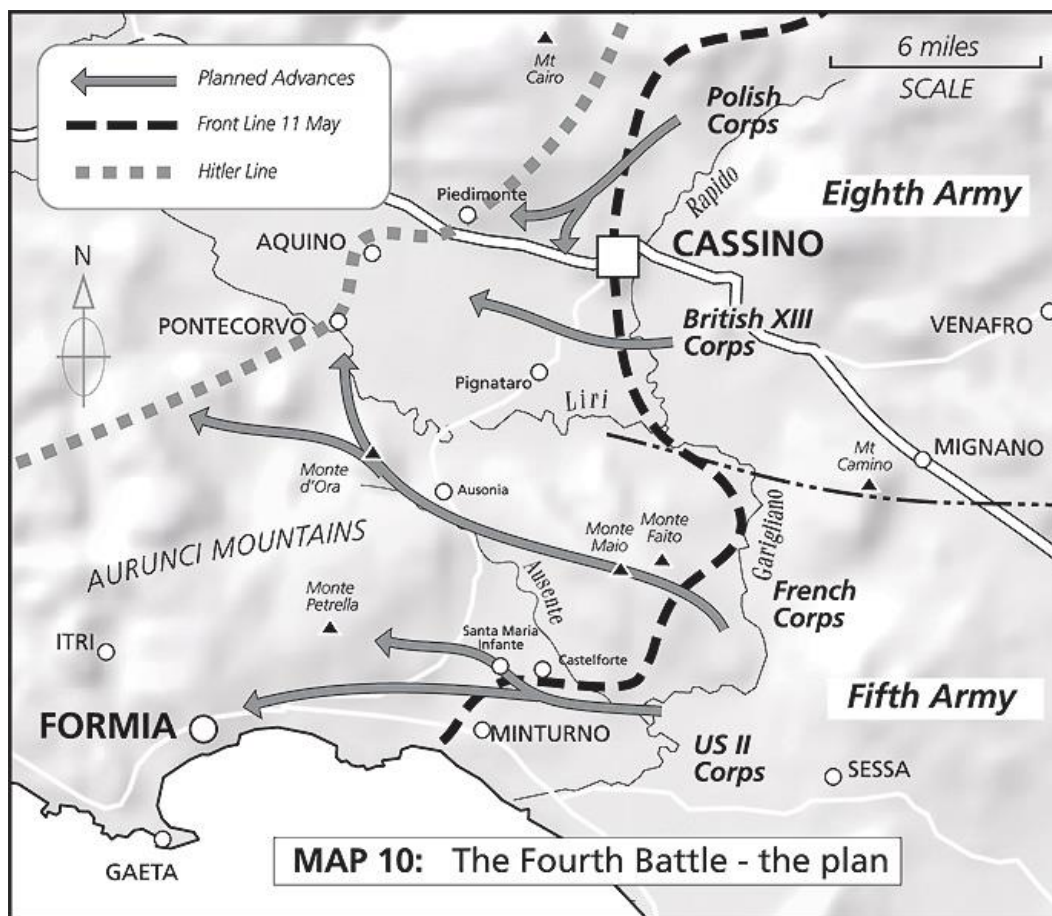 Planned Advances
Front Line 11 May
Hitler Line
Mt
Cairo
6 miles
SCALE
Polish
Corps
Rapido
Eighth Army
Piedimonte
CASSINO
AQUINO
N
PONTECORVO
British XIII
Corps
VENAFRO
Pignataro
Liri
MIGNANO
Mt
Camino
Monte
d'Ora
Ausonia
Garigliano
AURUNCI MOUNTAINS
Monte
Maio
Monte
Faito
Ausente
French
Corps
Monte
Petrella
ITRI
Santa Maria
Infante
Castelforte
Fifth Army
FORMIA
MINTURNO
US II
Corps
SESSA
GAETA
MAP 10: The Fourth Battle - the plan